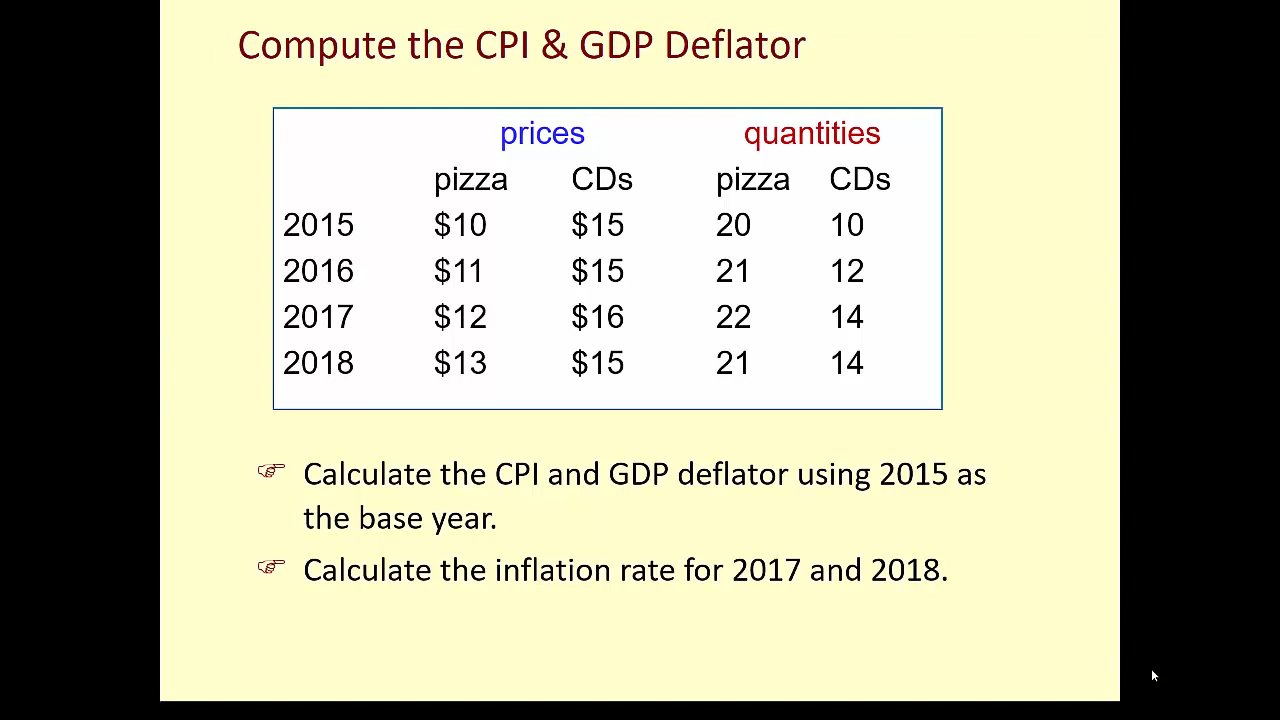 Compute the CPI & GDP Deflator
prices quantities
pizza CDs pizza CDs
2015 $10 $15 20 10
2016 $11 $15 21 12
2017 $12 $16 22 14
2018 $13 $15 21 14
Calculate the CPI and GDP deflator using 2015 as
the base year.
Calculate the inflation rate for 2017 and 2018.